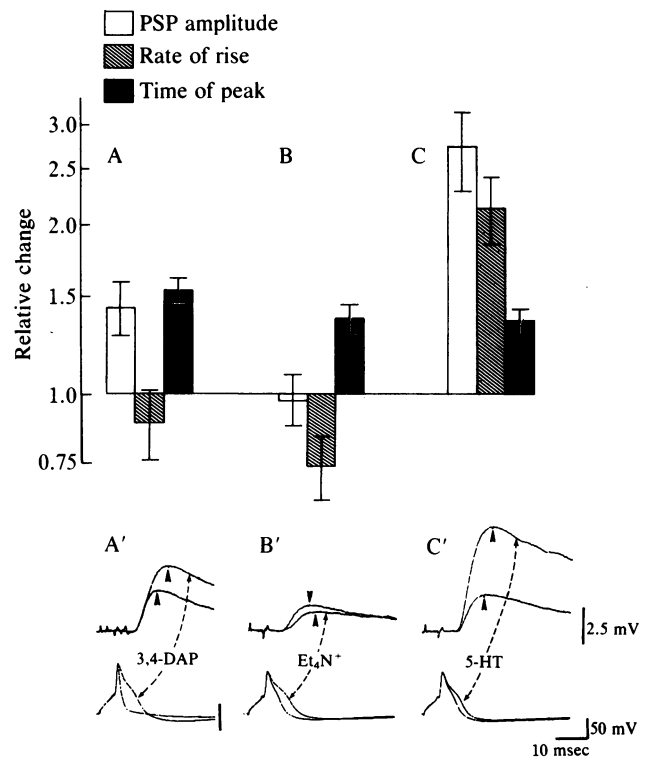 PSP amplitude
Rate of rise
Time of peak
Relative change
3.0
2.5
2.0
1.5
1.0
0.75
A
B
C
A′
B′
C′
3,4-DAP
Et₄N⁺
5-HT
2.5 mV
50 mV
10 msec